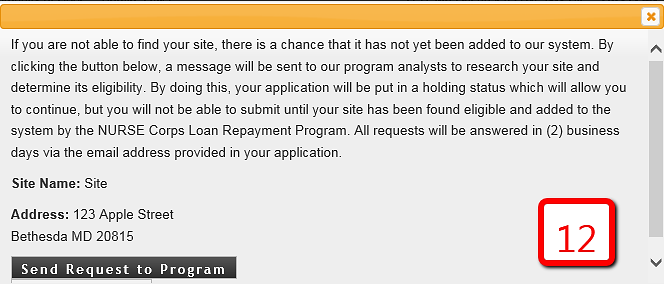 If you are not able to find your site, there is a chance that it has not yet been added to our system. By
clicking the button below, a message will be sent to our program analysts to research your site and
determine its eligibility. By doing this, your application will be put in a holding status which will allow you
to continue, but you will not be able to submit until your site has been found eligible and added to the
system by the NURSE Corps Loan Repayment Program. All requests will be answered in (2) business
days via the email address provided in your application.
Site Name: Site
Address: 123 Apple Street
Bethesda MD 20815
12
Send Request to Program